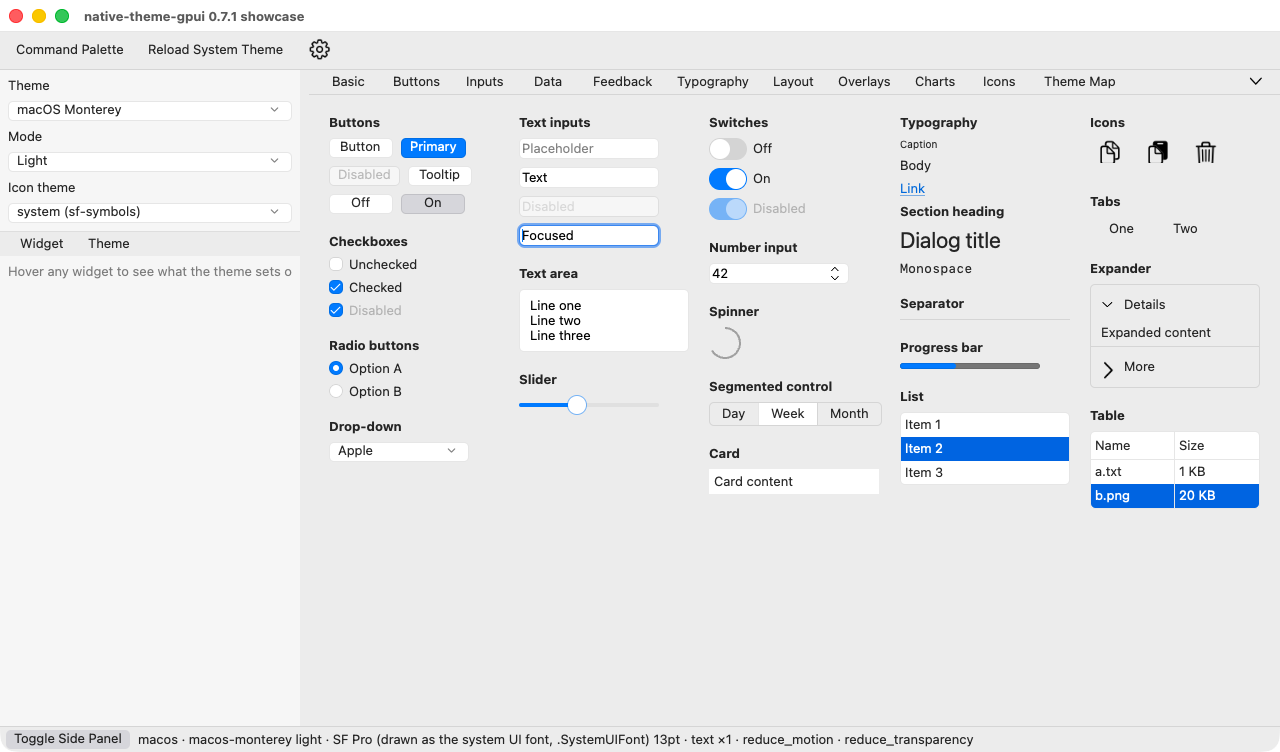 native-theme-gpui 0.7.1 showcase
Command Palette
Reload System Theme
Theme
macOS Monterey
Mode
Light
Icon theme
system (sf-symbols)
Widget
Theme
Hover any widget to see what the theme sets o
Basic
Buttons
Inputs
Data
Feedback
Typography
Layout
Overlays
Charts
Icons
Theme Map
Buttons
Button
Primary
Disabled
Tooltip
Off
On
Checkboxes
Unchecked
Checked
Disabled
Radio buttons
Option A
Option B
Drop-down
Apple
Text inputs
Placeholder
Text
Disabled
Focused
Text area
Line one
Line two
Line three
Slider
Switches
Off
On
Disabled
Number input
42
Spinner
Segmented control
Day
Week
Month
Card
Card content
Typography
Caption
Body
Link
Section heading
Dialog title
Monospace
Separator
Progress bar
List
Item 1
Item 2
Item 3
Icons
Tabs
One
Two
Expander
Details
Expanded content
More
Table
Name
Size
a.txt
1 KB
b.png
20 KB
Toggle Side Panel
macos · macos-monterey light · SF Pro (drawn as the system UI font, .SystemUIFont) 13pt · text ×1 · reduce_motion · reduce_transparency